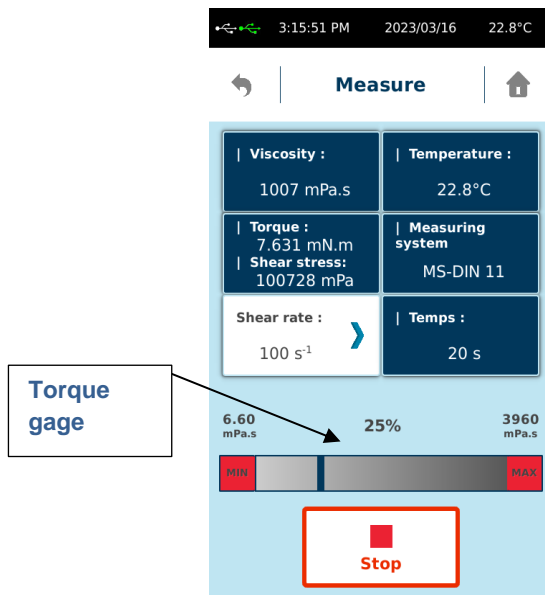 3:15:51 PM 2023/03/16 22.8°C
Measure
| Viscosity :
1007 mPa.s
| Temperature :
22.8°C
| Torque :
7.631 mN.m
| Shear stress:
100728 mPa
| Measuring
system
MS-DIN 11
Shear rate :
100 s⁻¹
| Temps :
20 s
Torque
gage
6.60
mPa.s
25%
3960
mPa.s
MIN
MAX
Stop